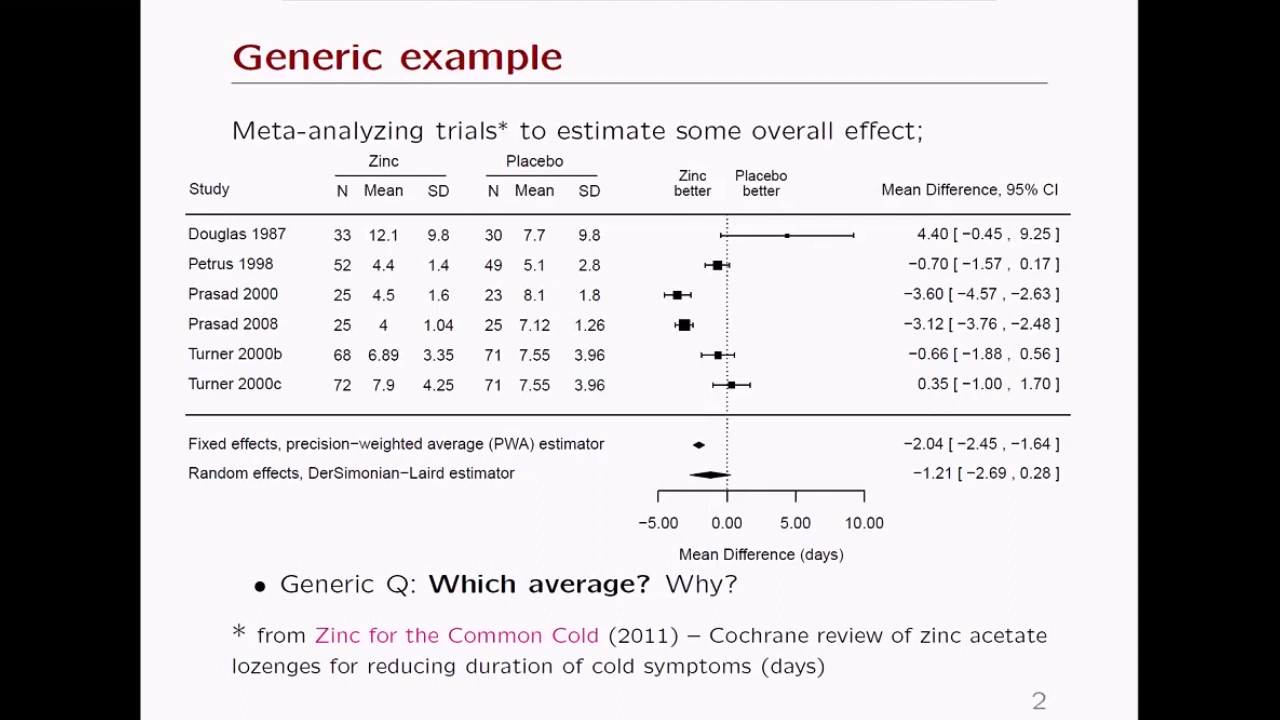 Generic example
Meta-analyzing trials* to estimate some overall effect;
Zinc Placebo
Study N Mean SD N Mean SD Zinc better Placebo better Mean Difference, 95% CI
Douglas 1987 33 12.1 9.8 30 7.7 9.8 4.40 [ −0.45 , 9.25 ]
Petrus 1998 52 4.4 1.4 49 5.1 2.8 −0.70 [ −1.57 , 0.17 ]
Prasad 2000 25 4.5 1.6 23 8.1 1.8 −3.60 [ −4.57 , −2.63 ]
Prasad 2008 25 4 1.04 25 7.12 1.26 −3.12 [ −3.76 , −2.48 ]
Turner 2000b 68 6.89 3.35 71 7.55 3.96 −0.66 [ −1.88 , 0.56 ]
Turner 2000c 72 7.9 4.25 71 7.55 3.96 0.35 [ −1.00 , 1.70 ]
Fixed effects, precision−weighted average (PWA) estimator −2.04 [ −2.45 , −1.64 ]
Random effects, DerSimonian−Laird estimator −1.21 [ −2.69 , 0.28 ]
−5.00 0.00 5.00 10.00
Mean Difference (days)
• Generic Q: Which average? Why?
* from Zinc for the Common Cold (2011) – Cochrane review of zinc acetate
lozenges for reducing duration of cold symptoms (days)
2